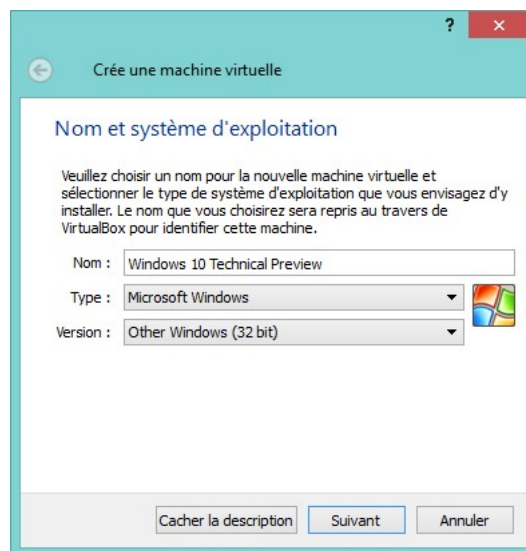 ?
Crée une machine virtuelle
Nom et système d'exploitation
Veuillez choisir un nom pour la nouvelle machine virtuelle et
sélectionner le type de système d'exploitation que vous envisagez d'y
installer. Le nom que vous choisirez sera repris au travers de
VirtualBox pour identifier cette machine.
Nom : Windows 10 Technical Preview
Type : Microsoft Windows
Version : Other Windows (32 bit)
Cacher la description Suivant Annuler